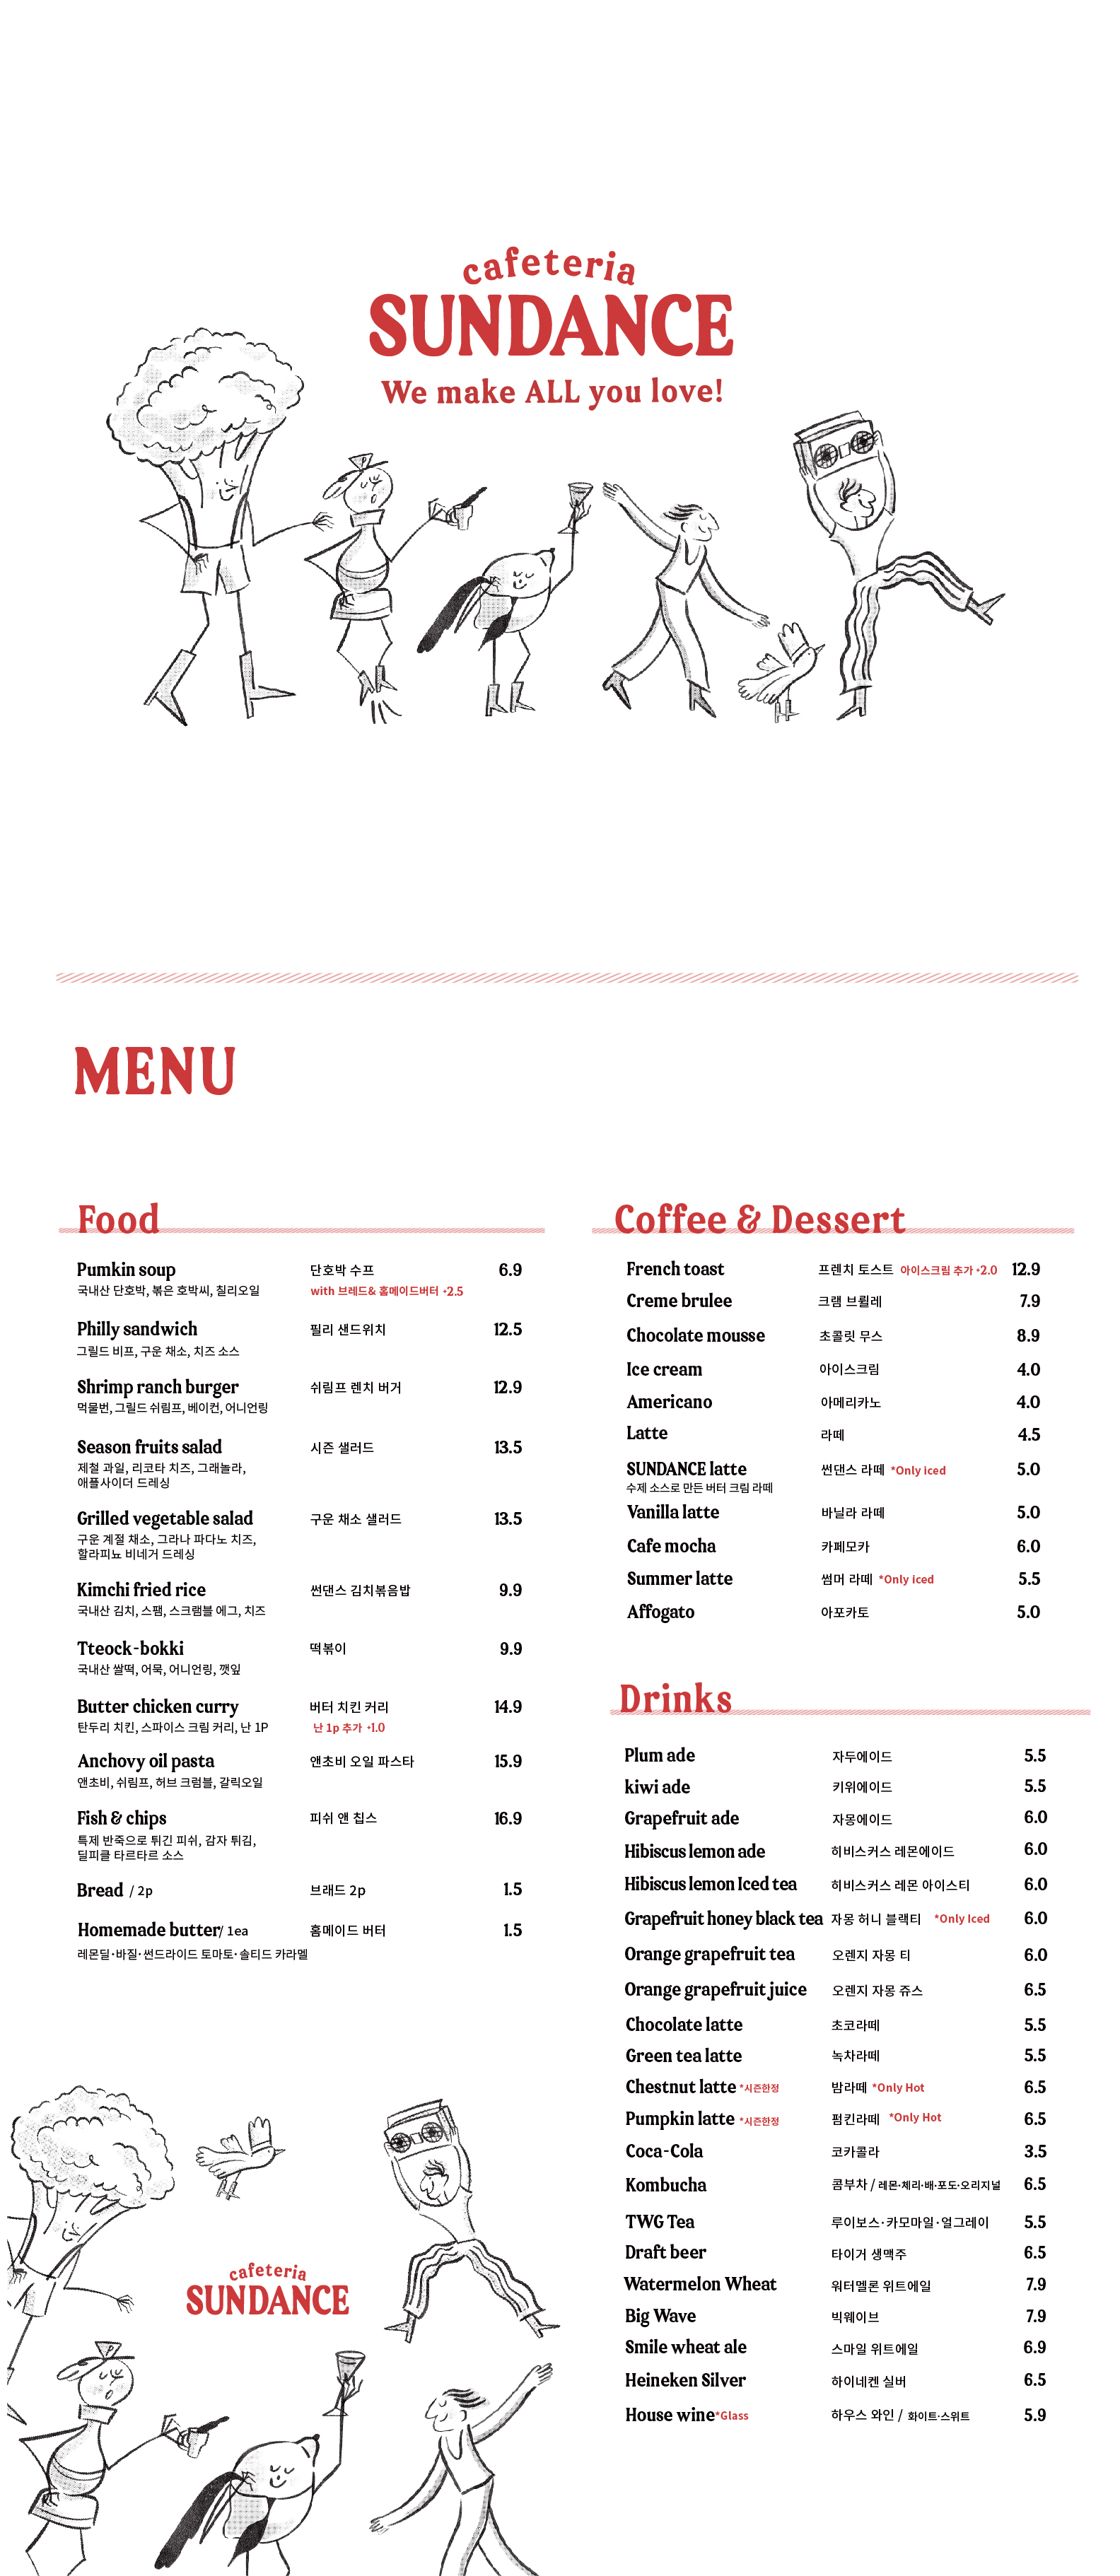 cafeteria
SUNDANCE
We make ALL you love!
MENU
Food
Pumkin soup 단호박 수프 6.9
국내산 단호박, 볶은 호박씨, 칠리오일 with 브레드& 홈메이드버터 +2.5
Philly sandwich 필리 샌드위치 12.5
그릴드 비프, 구운 채소, 치즈 소스
Shrimp ranch burger 쉬림프 렌치 버거 12.9
먹물번, 그릴드 쉬림프, 베이컨, 어니언링
Season fruits salad 시즌 샐러드 13.5
제철 과일, 리코타 치즈, 그래놀라,
애플사이더 드레싱
Grilled vegetable salad 구운 채소 샐러드 13.5
구운 계절 채소, 그라나 파다노 치즈,
할라피뇨 비네거 드레싱
Kimchi fried rice 썬댄스 김치볶음밥 9.9
국내산 김치, 스팸, 스크램블 에그, 치즈
Tteock-bokki 떡볶이 9.9
국내산 쌀떡, 어묵, 어니언링, 깻잎
Butter chicken curry 버터 치킨 커리 14.9
탄두리 치킨, 스파이스 크림 커리, 난 1P 난 1p 추가 +1.0
Anchovy oil pasta 앤초비 오일 파스타 15.9
앤초비, 쉬림프, 허브 크럼블, 갈릭오일
Fish & chips 피쉬 앤 칩스 16.9
특제 반죽으로 튀긴 피쉬, 감자 튀김,
딜피클 타르타르 소스
Bread / 2p 브래드 2p 1.5
Homemade butter/ 1ea 홈메이드 버터 1.5
레몬딜·바질·썬드라이드 토마토·솔티드 카라멜
Coffee & Dessert
French toast 프렌치 토스트 아이스크림 추가 +2.0 12.9
Creme brulee 크램 브륄레 7.9
Chocolate mousse 초콜릿 무스 8.9
Ice cream 아이스크림 4.0
Americano 아메리카노 4.0
Latte 라떼 4.5
SUNDANCE latte 썬댄스 라떼 *Only iced 5.0
수제 소스로 만든 버터 크림 라떼
Vanilla latte 바닐라 라떼 5.0
Cafe mocha 카페모카 6.0
Summer latte 썸머 라떼 *Only iced 5.5
Affogato 아포카토 5.0
Drinks
Plum ade 자두에이드 5.5
kiwi ade 키위에이드 5.5
Grapefruit ade 자몽에이드 6.0
Hibiscus lemon ade 히비스커스 레몬에이드 6.0
Hibiscus lemon Iced tea 히비스커스 레몬 아이스티 6.0
Grapefruit honey black tea 자몽 허니 블랙티 *Only Iced 6.0
Orange grapefruit tea 오렌지 자몽 티 6.0
Orange grapefruit juice 오렌지 자몽 쥬스 6.5
Chocolate latte 초코라떼 5.5
Green tea latte 녹차라떼 5.5
Chestnut latte *시즌한정 밤라떼 *Only Hot 6.5
Pumpkin latte *시즌한정 펌킨라떼 *Only Hot 6.5
Coca-Cola 코카콜라 3.5
Kombucha 콤부차 / 레몬·체리·배·포도·오리지널 6.5
TWG Tea 루이보스·카모마일·얼그레이 5.5
Draft beer 타이거 생맥주 6.5
Watermelon Wheat 워터멜론 위트에일 7.9
Big Wave 빅웨이브 7.9
Smile wheat ale 스마일 위트에일 6.9
Heineken Silver 하이네켄 실버 6.5
House wine*Glass 하우스 와인 / 화이트·스위트 5.9
cafeteria
SUNDANCE